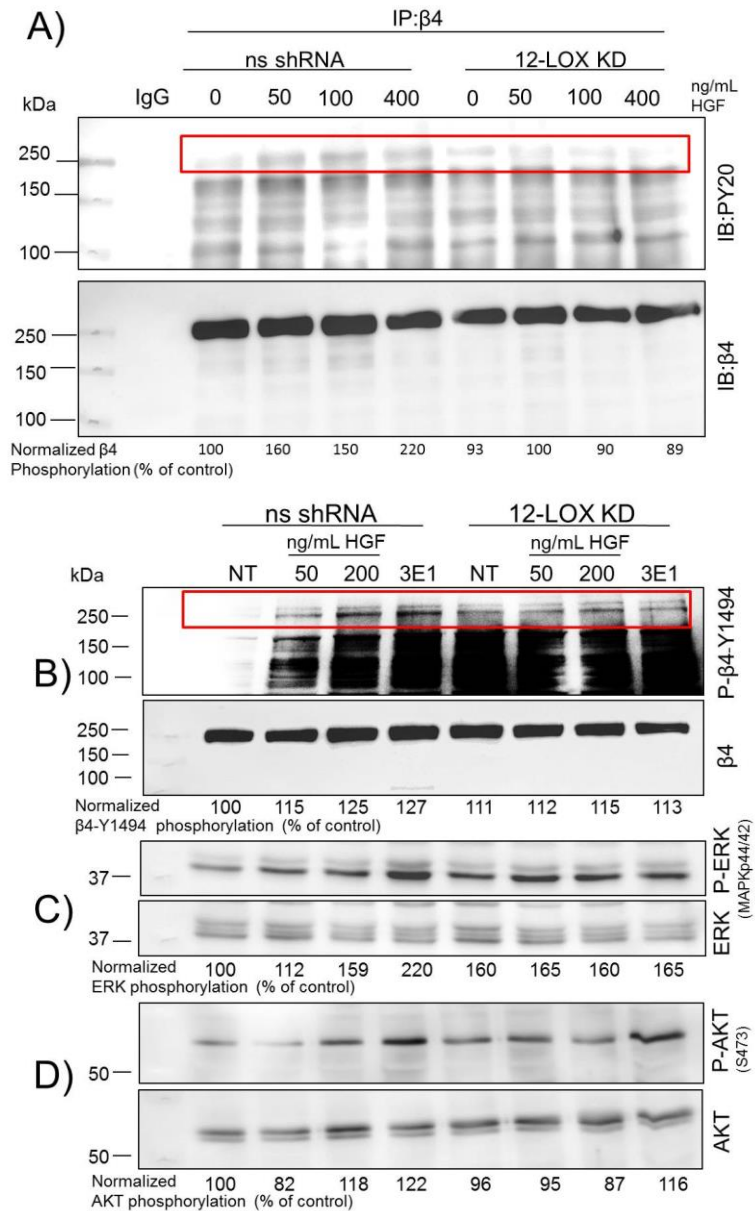 A)
IP:β4
ns shRNA 12-LOX KD
kDa IgG 0 50 100 400 0 50 100 400 ng/mL HGF
250
150
100
IB:PY20
250
150
100
IB:β4
Normalized β4 100 160 150 220 93 100 90 89
Phosphorylation (% of control)
ns shRNA 12-LOX KD
ng/mL HGF ng/mL HGF
kDa NT 50 200 3E1 NT 50 200 3E1
250
150
100
P-β4-Y1494
B)
250
150
100
β4
Normalized 100 115 125 127 111 112 115 113
β4-Y1494 phosphorylation (% of control)
C)
37
P-ERK
(MAPKp44/42)
37
ERK
Normalized 100 112 159 220 160 165 160 165
ERK phosphorylation (% of control)
D)
50
P-AKT
(S473)
50
AKT
Normalized 100 82 118 122 96 95 87 116
AKT phosphorylation (% of control)